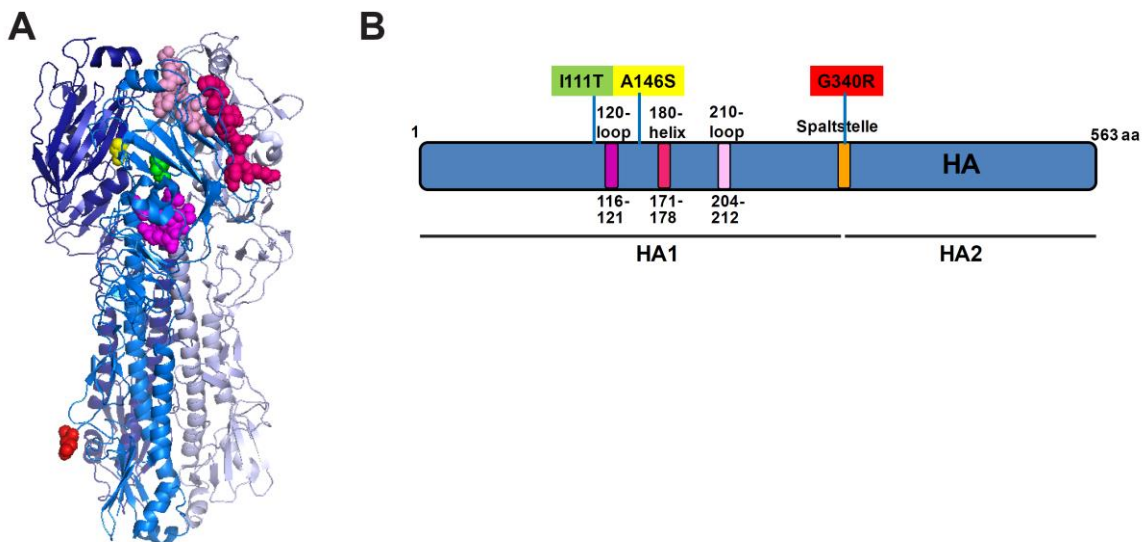 A
B
I111T A146S G340R
120-loop
180-helix
210-loop
Spaltstelle
1
563 aa
HA
116-121
171-178
204-212
HA1
HA2